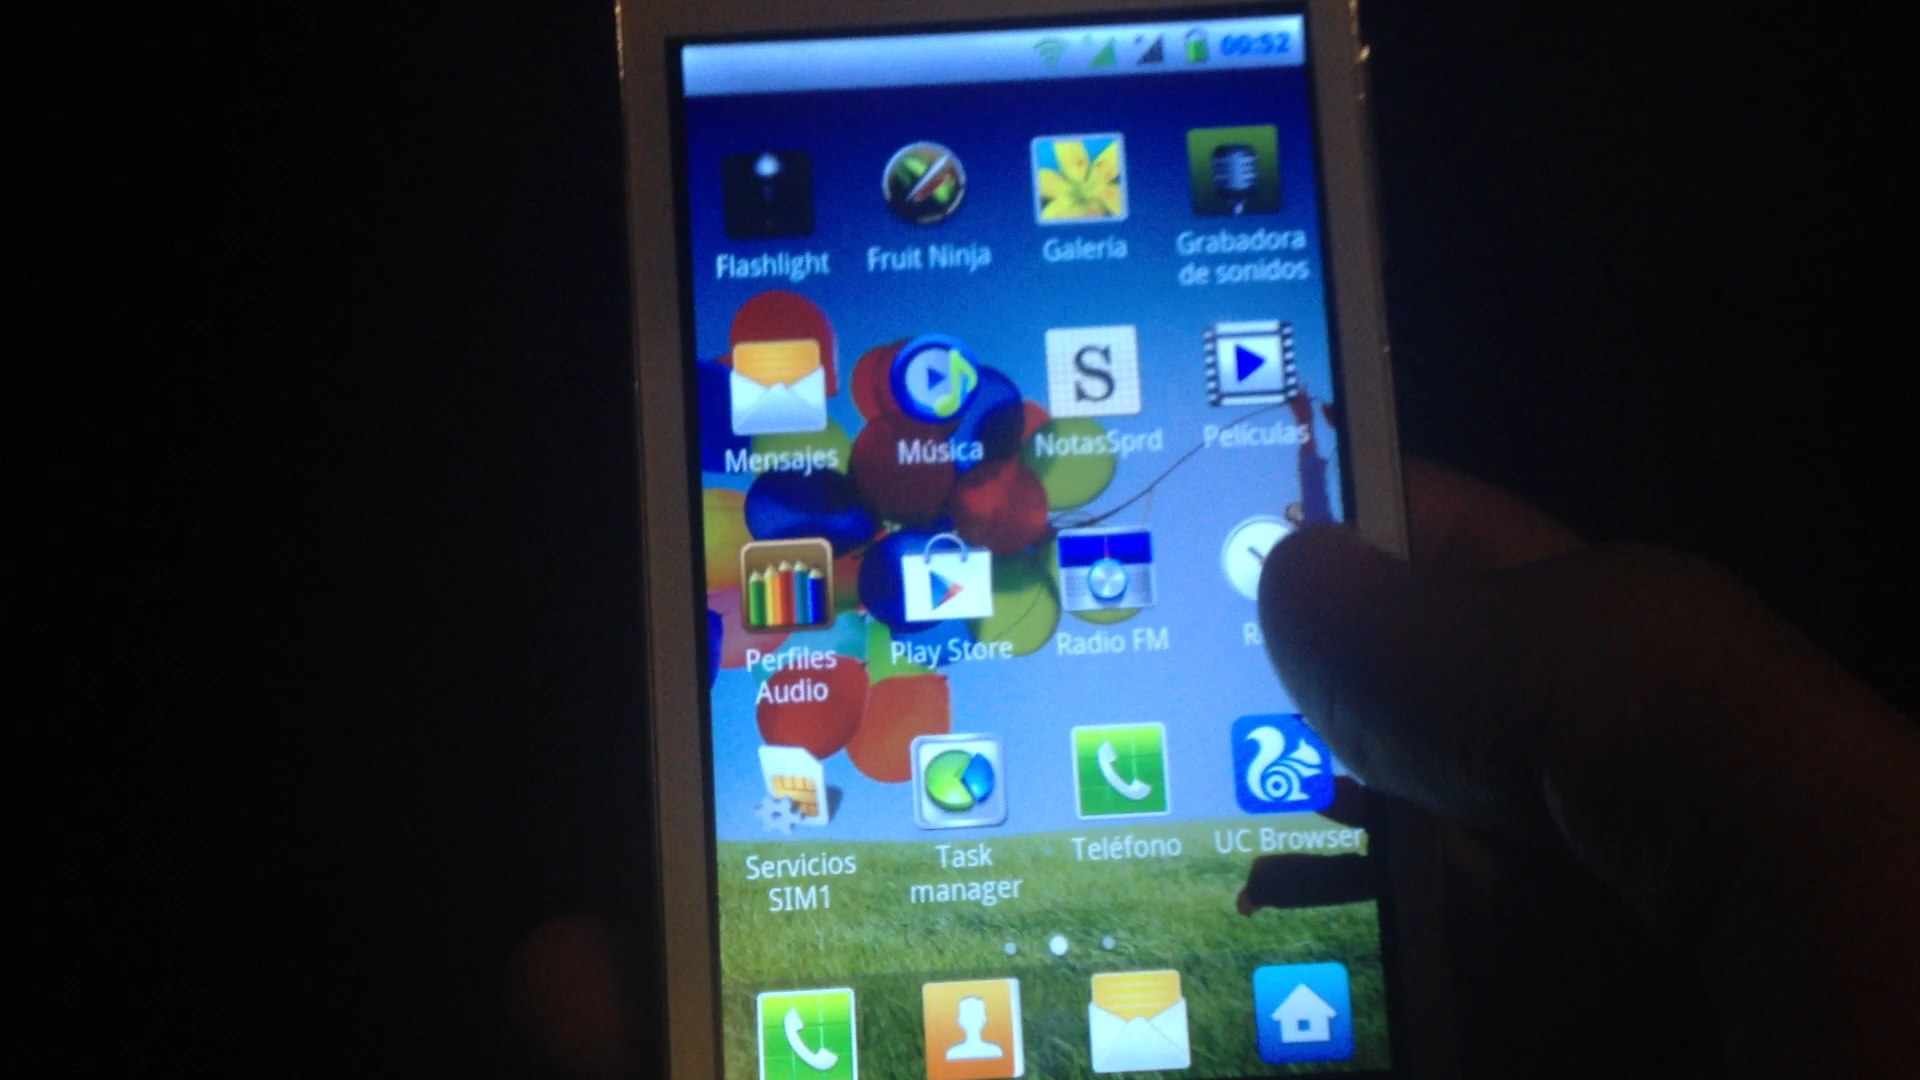 00:52
Flashlight
Fruit Ninja
Galería
Grabadora
de sonidos
S
Mensajes
Música
NotasSprd
Películas
Perfiles
Audio
Play Store
Radio FM
Servicios
SIM1
Task
manager
Teléfono
UC Browser